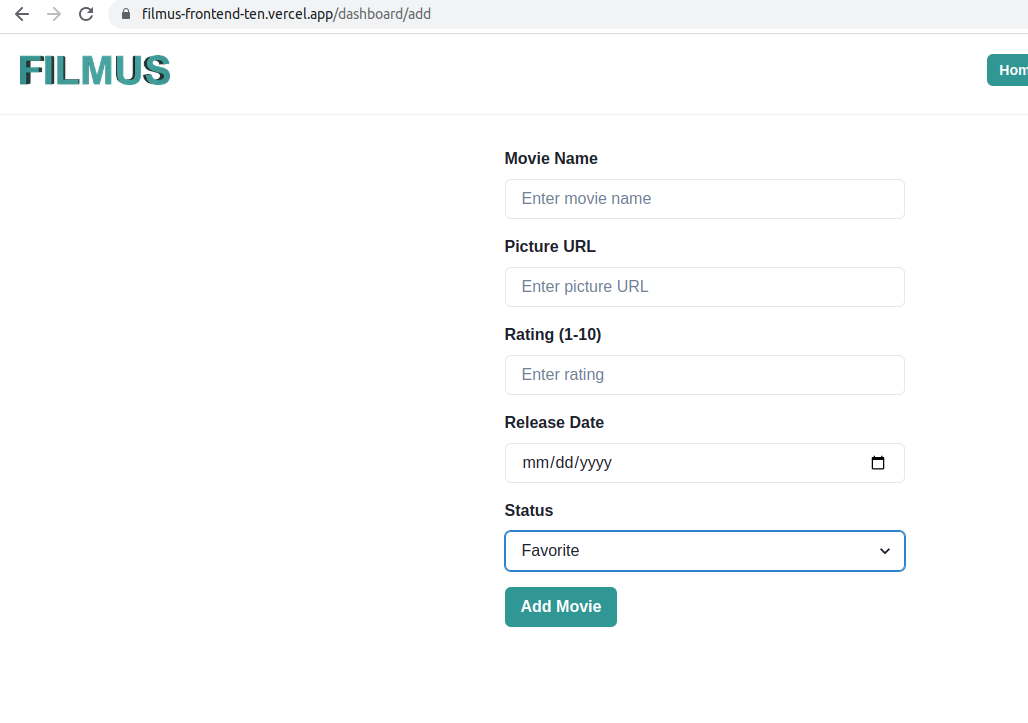 filmus-frontend-ten.vercel.app/dashboard/add
FILMUS
Hom
Movie Name
Enter movie name
Picture URL
Enter picture URL
Rating (1-10)
Enter rating
Release Date
mm/dd/yyyy
Status
Favorite
Add Movie